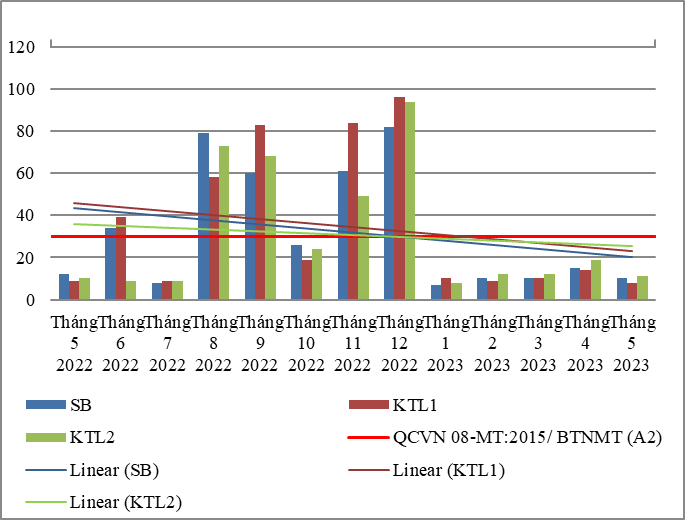 120
100
80
60
40
20
0
Tháng Tháng Tháng Tháng Tháng Tháng Tháng Tháng Tháng Tháng Tháng Tháng Tháng
5 6 7 8 9 10 11 12 1 2 3 4 5
2022 2022 2022 2022 2022 2022 2022 2022 2023 2023 2023 2023 2023
SB KTL1
KTL2 QCVN 08-MT:2015/ BTNMT (A2)
Linear (SB) Linear (KTL1)
Linear (KTL2)